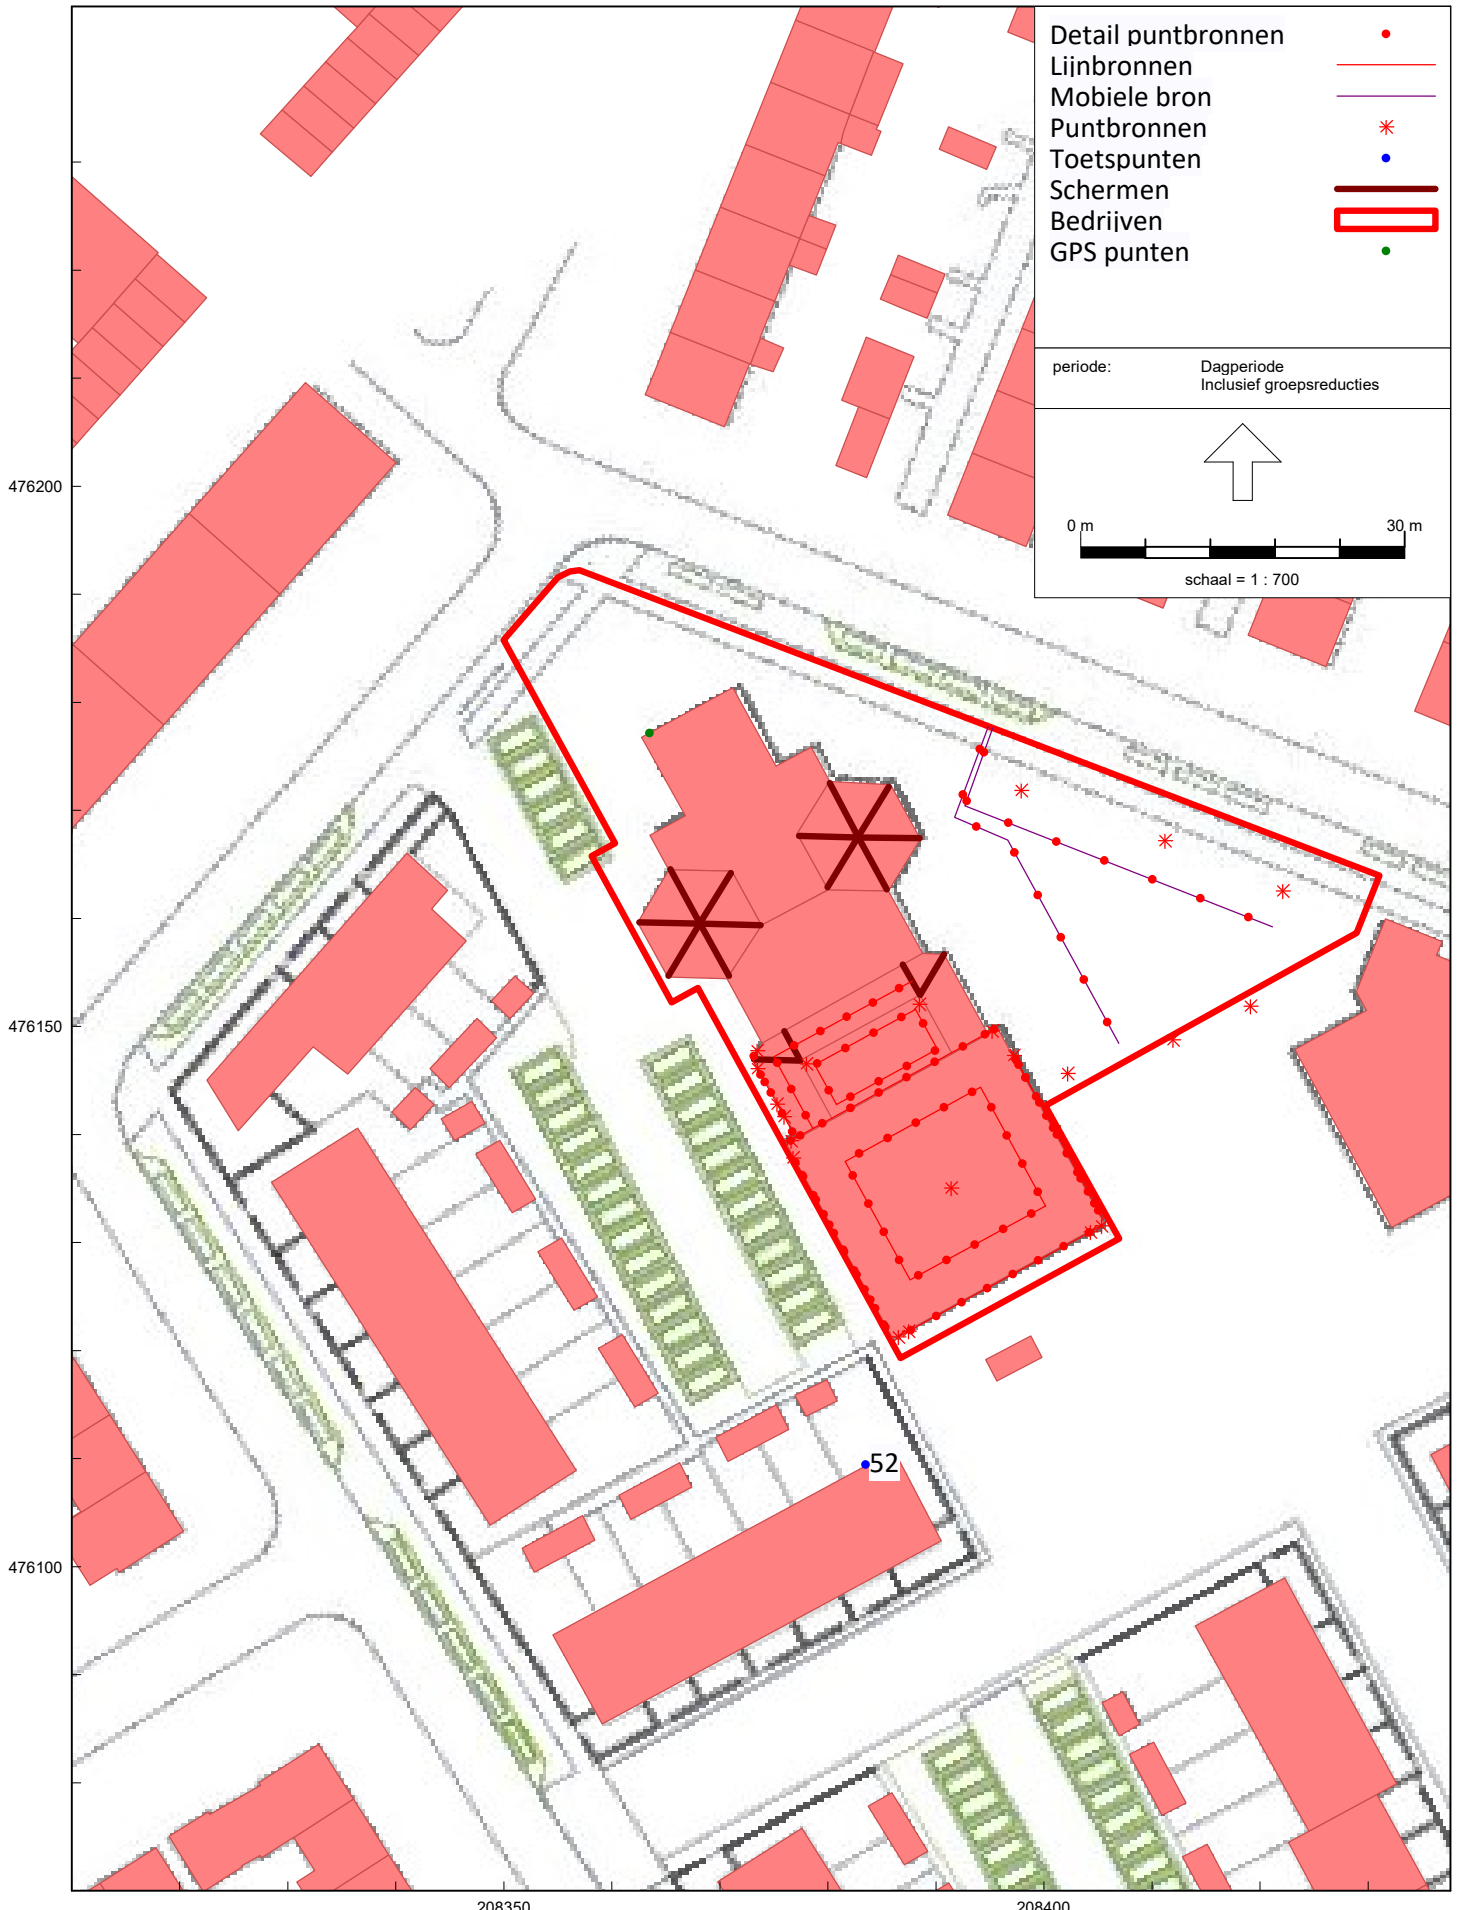 Detail puntbronnen
Lijnbronnen
Mobiele bron
Puntbronnen
Toetspunten
Schermen
Bedrijven
GPS punten
periode: Dagperiode
Inclusief groepsreducties
476200
0 m 30 m
schaal = 1 : 700
476150
52
476100
208350 208400